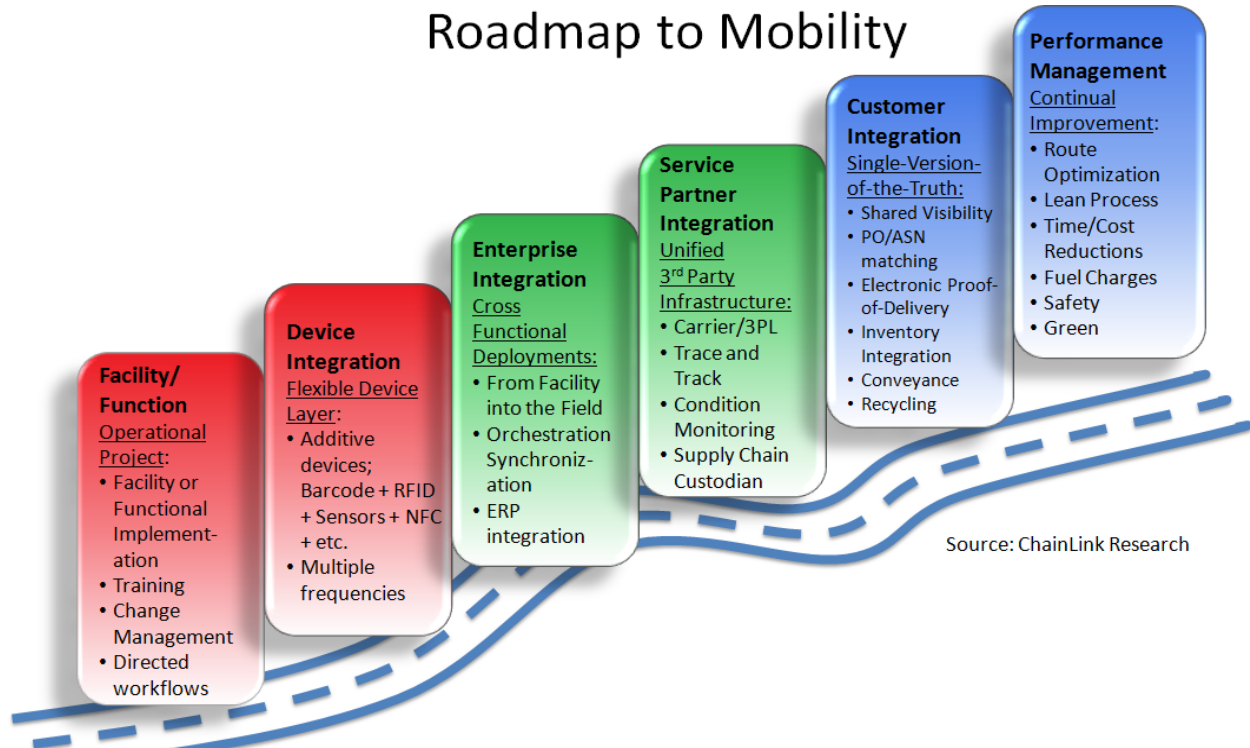 Roadmap to Mobility
Facility/
Function
Operational
Project:
• Facility or
Functional
Implement-
ation
• Training
• Change
Management
• Directed
workflows
Device
Integration
Flexible Device
Layer:
• Additive
devices;
Barcode + RFID
+ Sensors + NFC
+ etc.
• Multiple
frequencies
Enterprise
Integration
Cross
Functional
Deployments:
• From Facility
into the Field
• Orchestration
Synchroniz-
ation
• ERP
integration
Service
Partner
Integration
Unified
3rd Party
Infrastructure:
• Carrier/3PL
• Trace and
Track
• Condition
Monitoring
• Supply Chain
Custodian
Customer
Integration
Single-Version-
of-the-Truth:
• Shared Visibility
• PO/ASN
matching
• Electronic Proof-
of-Delivery
• Inventory
Integration
• Conveyance
• Recycling
Performance
Management
Continual
Improvement:
• Route
Optimization
• Lean Process
• Time/Cost
Reductions
• Fuel Charges
• Safety
• Green
Source: ChainLink Research